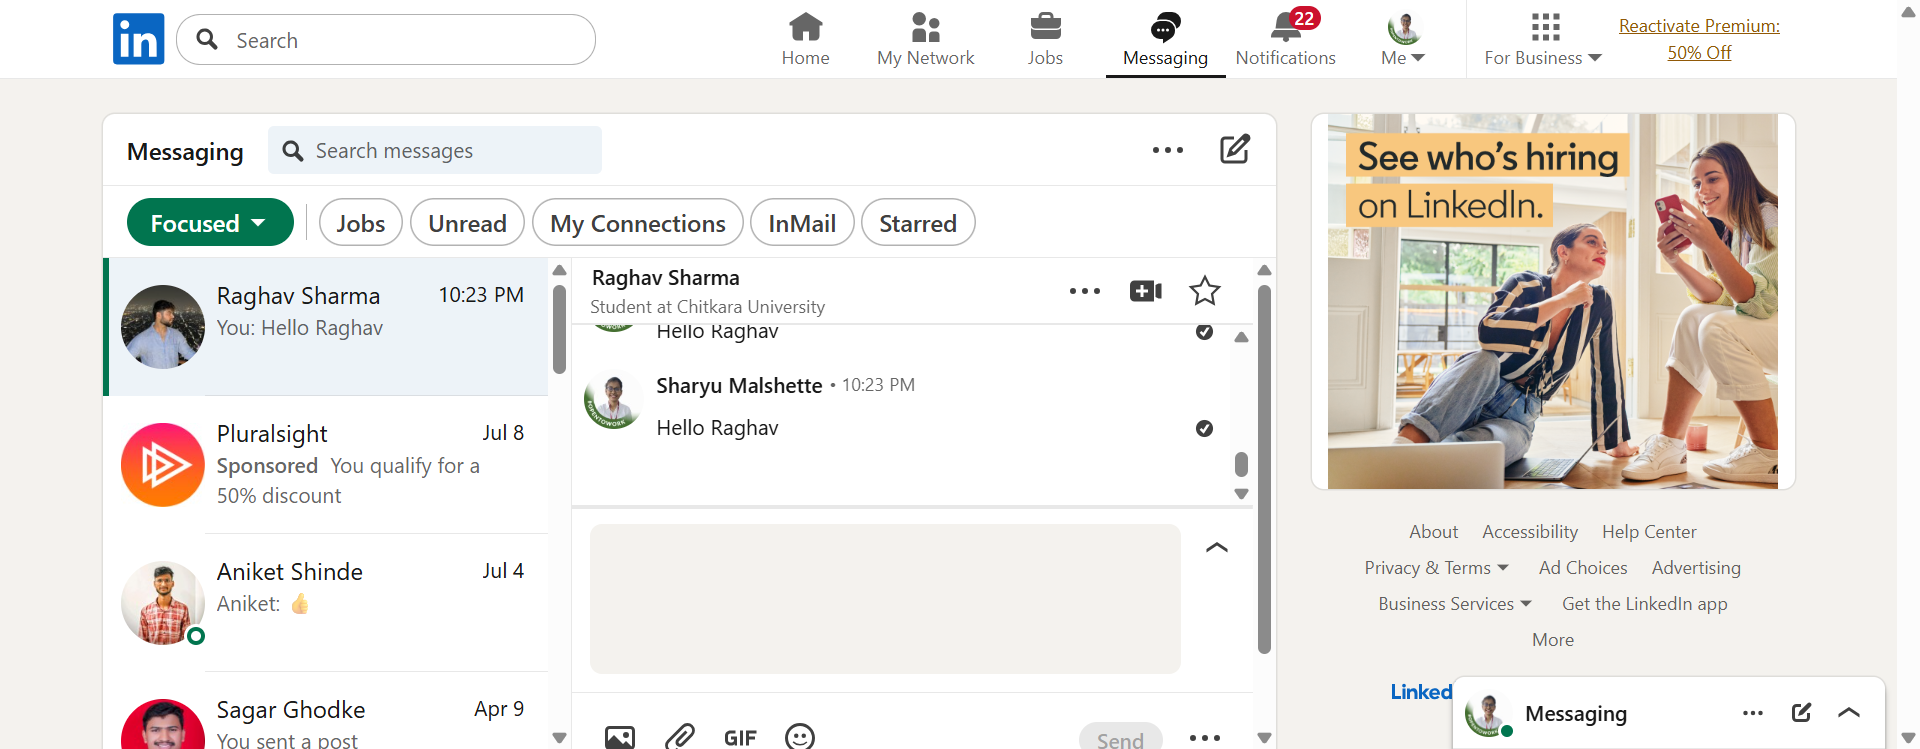 in
Search
Home
My Network
Jobs
Messaging
22
Notifications
Me
For Business
Reactivate Premium:
50% Off
Messaging
Search messages
Focused
Jobs
Unread
My Connections
InMail
Starred
Raghav Sharma
10:23 PM
You: Hello Raghav
Pluralsight
Jul 8
Sponsored You qualify for a
50% discount
Aniket Shinde
Jul 4
Aniket: 👍
Sagar Ghodke
Apr 9
You sent a post
Raghav Sharma
Student at Chitkara University
Hello Raghav
Sharyu Malshette • 10:23 PM
#OPENTOWORK
Hello Raghav
GIF
Send
See who's hiring
on LinkedIn.
About
Accessibility
Help Center
Privacy & Terms
Ad Choices
Advertising
Business Services
Get the LinkedIn app
More
Linked
Messaging